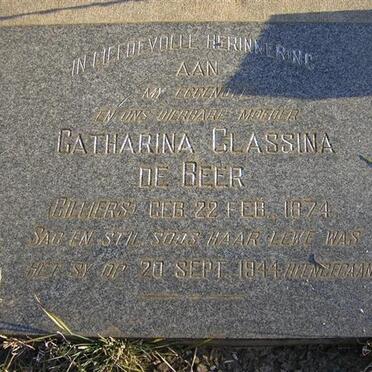 IN LIEFDEVOLLE HERINNERING
AAN
MY EGGENOOT
EN ONS DIERBARE MOEDER
CATHARINA CLASSINA
DE BEER
(CILLIERS) GEB. 22 FEB., 1874.
SAG EN STIL, SOOS HAAR LEWE WAS
HET SY OP 20 SEPT. 1944 HEENGEGAAN